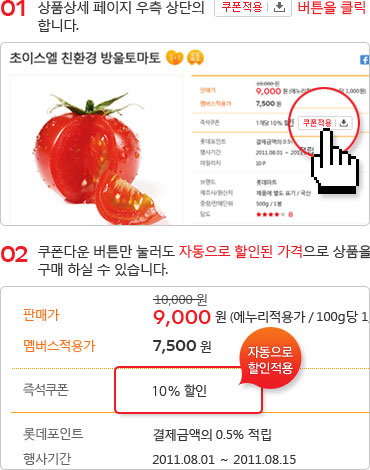 01 상품상세 페이지 우측 상단의 쿠폰적용 버튼을 클릭
합니다.
초이스엘 친환경 방울토마토
10,000 원
판매가 9,000 원 (에누리적용가 / 100g당 1,000원)
멤버스적용가 7,500 원
즉석쿠폰 1개당 10% 할인 쿠폰적용
롯데포인트 결제금액의 0.5% 적립
행사기간 2011.08.01 ~ 2011.08.15
마일리지 10 P
브랜드 롯데마트
제조사/원산지 제품에 별도 표기 / 국산
중량/판매단위 500g / 1봉
당도 ★★★★★ 8
02 쿠폰다운 버튼만 눌러도 자동으로 할인된 가격으로 상품을
구매 하실 수 있습니다.
10,000 원
판매가 9,000 원 (에누리적용가 / 100g당 1,
멤버스적용가 7,500 원
자동으로
할인적용
즉석쿠폰 10% 할인
롯데포인트 결제금액의 0.5% 적립
행사기간 2011.08.01 ~ 2011.08.15